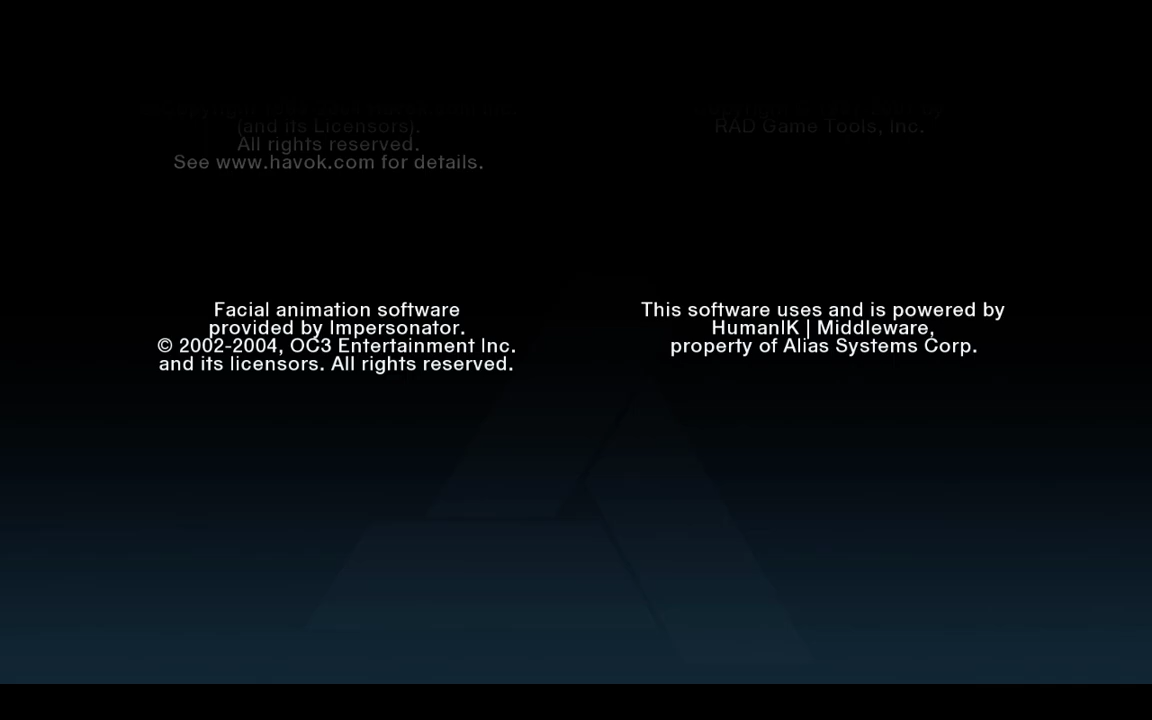 (and its Licensors).
All rights reserved.
See www.havok.com for details.
RAD Game Tools, Inc.
Facial animation software
provided by Impersonator.
© 2002-2004, OC3 Entertainment Inc.
and its licensors. All rights reserved.
This software uses and is powered by
HumanIK | Middleware,
property of Alias Systems Corp.